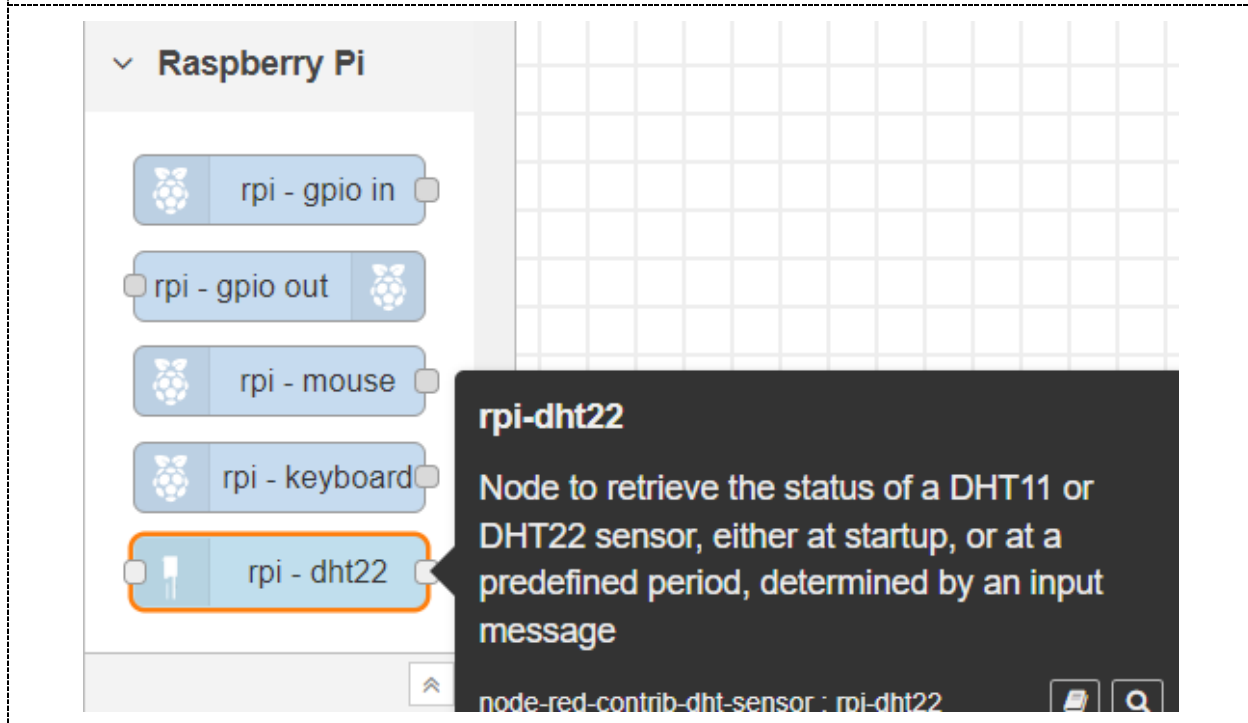 Raspberry Pi
rpi - gpio in
rpi - gpio out
rpi - mouse
rpi - keyboard
rpi - dht22
rpi-dht22
Node to retrieve the status of a DHT11 or
DHT22 sensor, either at startup, or at a
predefined period, determined by an input
message
node-red-contrib-dht-sensor : rpi-dht22